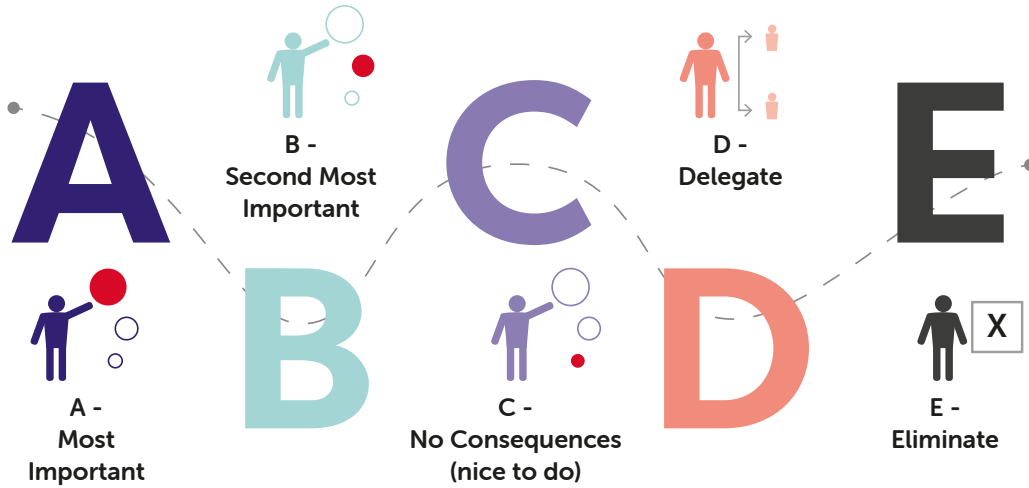 A
B
C
D
E
B -
Second Most
Important
D -
Delegate
A -
Most
Important
C -
No Consequences
(nice to do)
X
E -
Eliminate